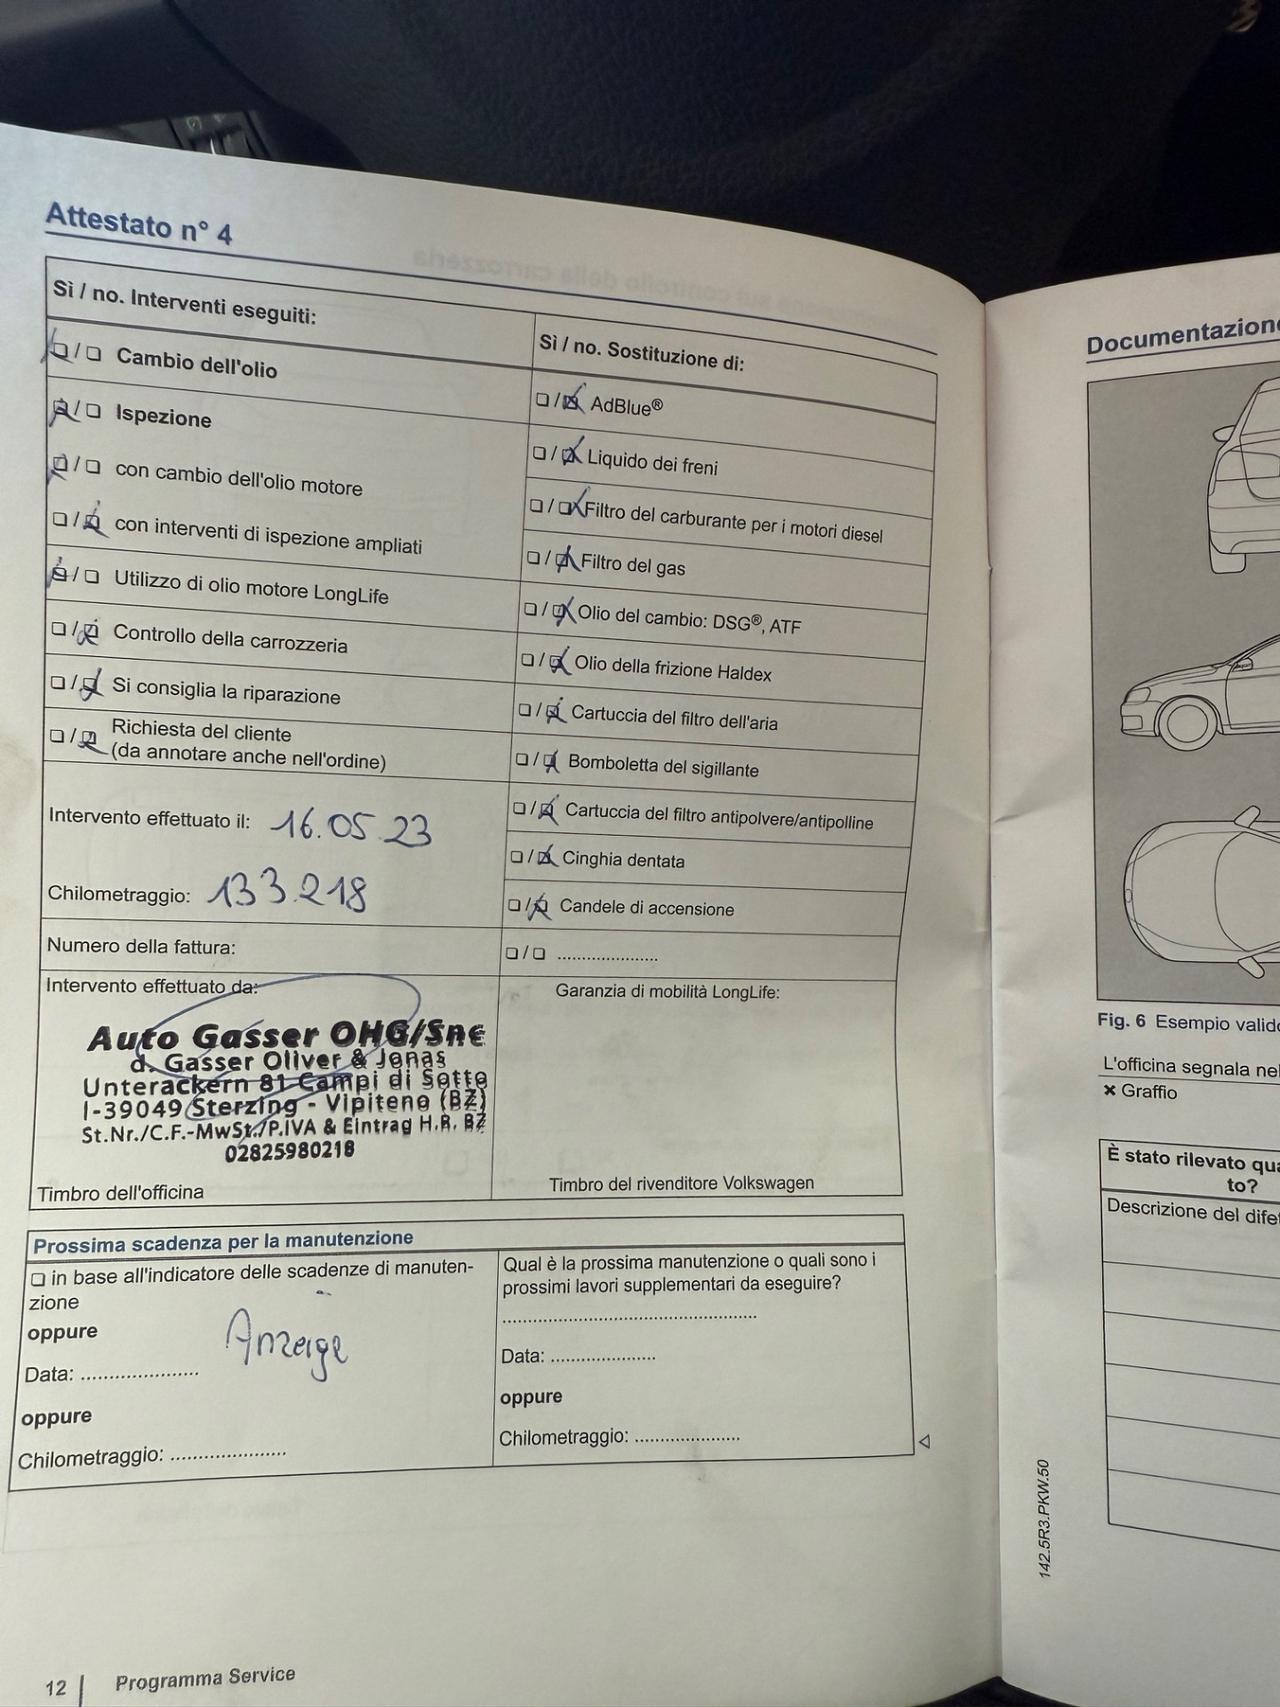 Attestato n° 4
Sì / no. Interventi eseguiti:
☒ / ☐ Cambio dell'olio
☒ / ☐ Ispezione
☒ / ☐ con cambio dell'olio motore
☐ / ☒ con interventi di ispezione ampliati
☒ / ☐ Utilizzo di olio motore LongLife
☐ / ☒ Controllo della carrozzeria
☐ / ☒ Si consiglia la riparazione
☐ / ☒ Richiesta del cliente
(da annotare anche nell'ordine)
Intervento effettuato il: 16.05.23
Chilometraggio: 133.218
Numero della fattura:
Sì / no. Sostituzione di:
☐ / ☒ AdBlue®
☐ / ☒ Liquido dei freni
☐ / ☒ Filtro del carburante per i motori diesel
☐ / ☒ Filtro del gas
☐ / ☒ Olio del cambio: DSG®, ATF
☐ / ☒ Olio della frizione Haldex
☐ / ☒ Cartuccia del filtro dell'aria
☐ / ☒ Bomboletta del sigillante
☐ / ☒ Cartuccia del filtro antipolvere/antipolline
☐ / ☒ Cinghia dentata
☐ / ☒ Candele di accensione
☐ / ☐ .....................
Intervento effettuato da:
Auto Gasser OHG/Snc
d. Gasser Oliver & Jonas
Unterackern 81 Campi di Sotto
I-39049 Sterzing - Vipiteno (BZ)
St.Nr./C.F.-MwSt./P.IVA & Eintrag H.R. BZ
02825980218
Timbro dell'officina
Garanzia di mobilità LongLife:
Timbro del rivenditore Volkswagen
Prossima scadenza per la manutenzione
☐ in base all'indicatore delle scadenze di manuten-
zione
oppure
Anzeige
Data: .........................
oppure
Chilometraggio: .........................
Qual è la prossima manutenzione o quali sono i
prossimi lavori supplementari da eseguire?
......................................................
Data: .....................
oppure
Chilometraggio: .....................
12 | Programma Service
Documentazione
Fig. 6 Esempio valido
L'officina segnala nel
✖ Graffio
È stato rilevato
to?
Descrizione del
142.5R3.PKW.50